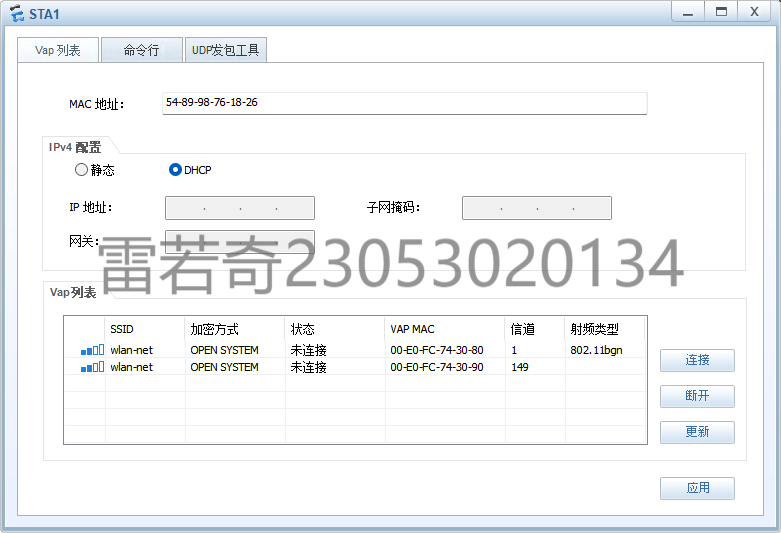 STA1
Vap 列表 命令行 UDP发包工具
MAC 地址: 54-89-98-76-18-26
IPv4 配置
静态 DHCP
IP 地址: . . . 子网掩码: . . .
网关: . . .
雷若奇23053020134
Vap列表
SSID 加密方式 状态 VAP MAC 信道 射频类型
wlan-net OPEN SYSTEM 未连接 00-E0-FC-74-30-80 1 802.11bgn
wlan-net OPEN SYSTEM 未连接 00-E0-FC-74-30-90 149
连接
断开
更新
应用